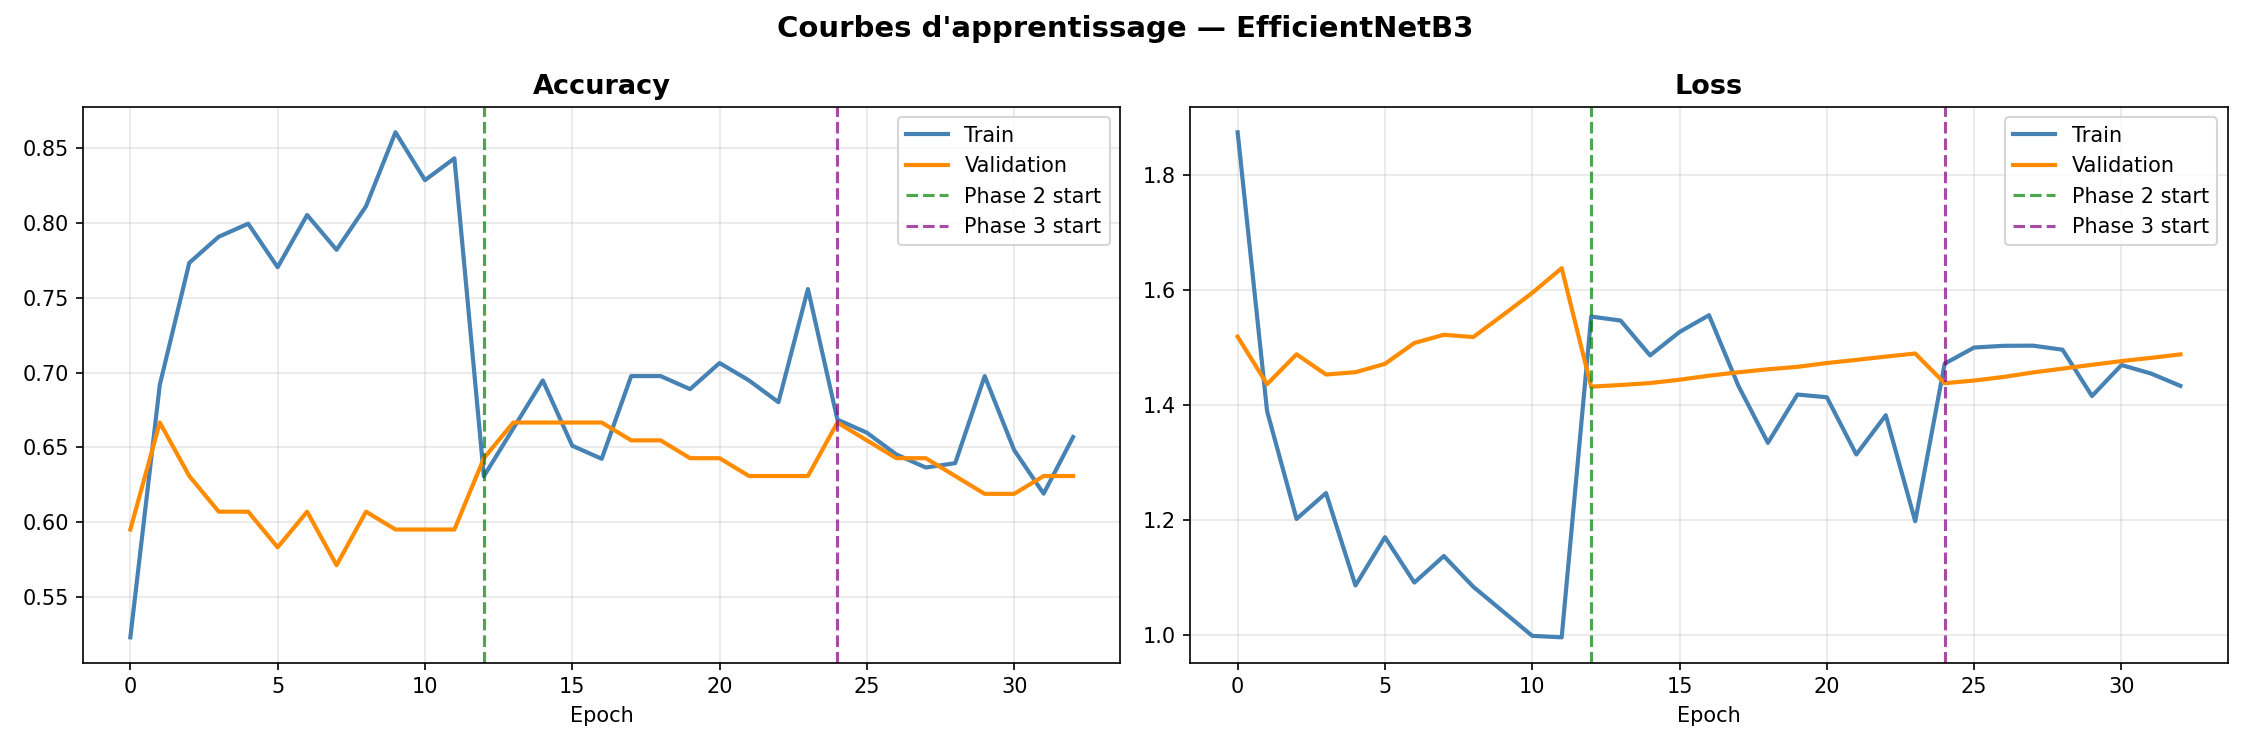 Courbes d'apprentissage — EfficientNetB3
Accuracy
0.85
0.80
0.75
0.70
0.65
0.60
0.55
0 5 10 15 20 25 30
Epoch
Train
Validation
Phase 2 start
Phase 3 start
Loss
1.8
1.6
1.4
1.2
1.0
0 5 10 15 20 25 30
Epoch
Train
Validation
Phase 2 start
Phase 3 start